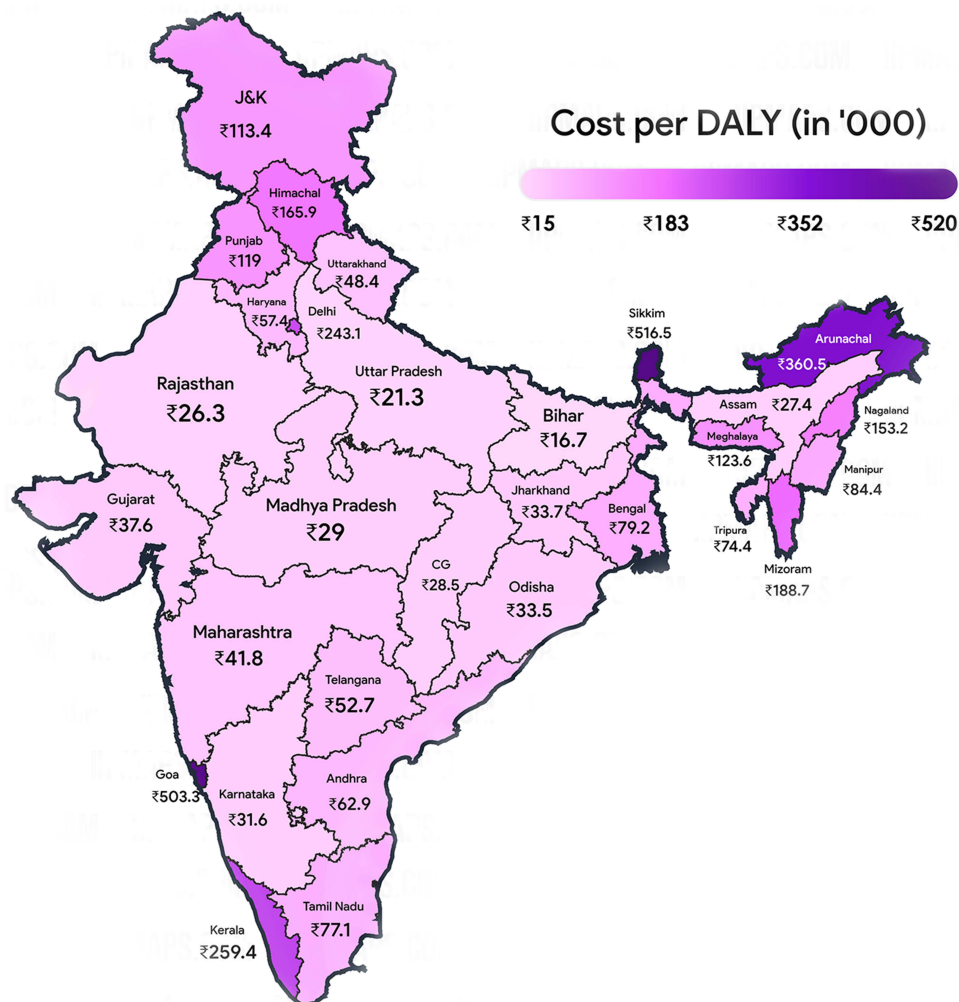 Cost per DALY (in '000)
₹15 ₹183 ₹352 ₹520
J&K
₹113.4
Himachal
₹165.9
Punjab
₹119
Uttarakhand
₹48.4
Haryana
₹57.4
Delhi
₹243.1
Sikkim
₹516.5
Arunachal
₹360.5
Rajasthan
₹26.3
Uttar Pradesh
₹21.3
Bihar
₹16.7
Assam
₹27.4
Nagaland
₹153.2
Meghalaya
₹123.6
Manipur
₹84.4
Gujarat
₹37.6
Madhya Pradesh
₹29
Jharkhand
₹33.7
Bengal
₹79.2
Tripura
₹74.4
Mizoram
₹188.7
CG
₹28.5
Odisha
₹33.5
Maharashtra
₹41.8
Telangana
₹52.7
Goa
₹503.3
Karnataka
₹31.6
Andhra
₹62.9
Tamil Nadu
₹77.1
Kerala
₹259.4